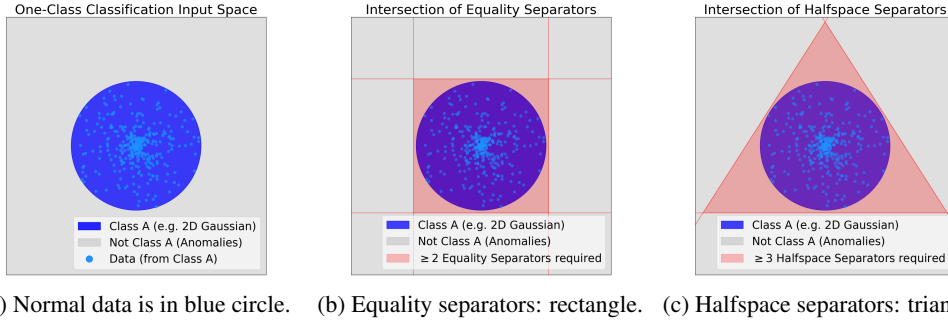 One-Class Classification Input Space
Class A (e.g. 2D Gaussian)
Not Class A (Anomalies)
Data (from Class A)
) Normal data is in blue circle.
Intersection of Equality Separators
Class A (e.g. 2D Gaussian)
Not Class A (Anomalies)
≥2 Equality Separators required
(b) Equality separators: rectangle.
Intersection of Halfspace Separators
Class A (e.g. 2D Gaussian)
Not Class A (Anomalies)
≥3 Halfspace Separators required
(c) Halfspace separators: trian